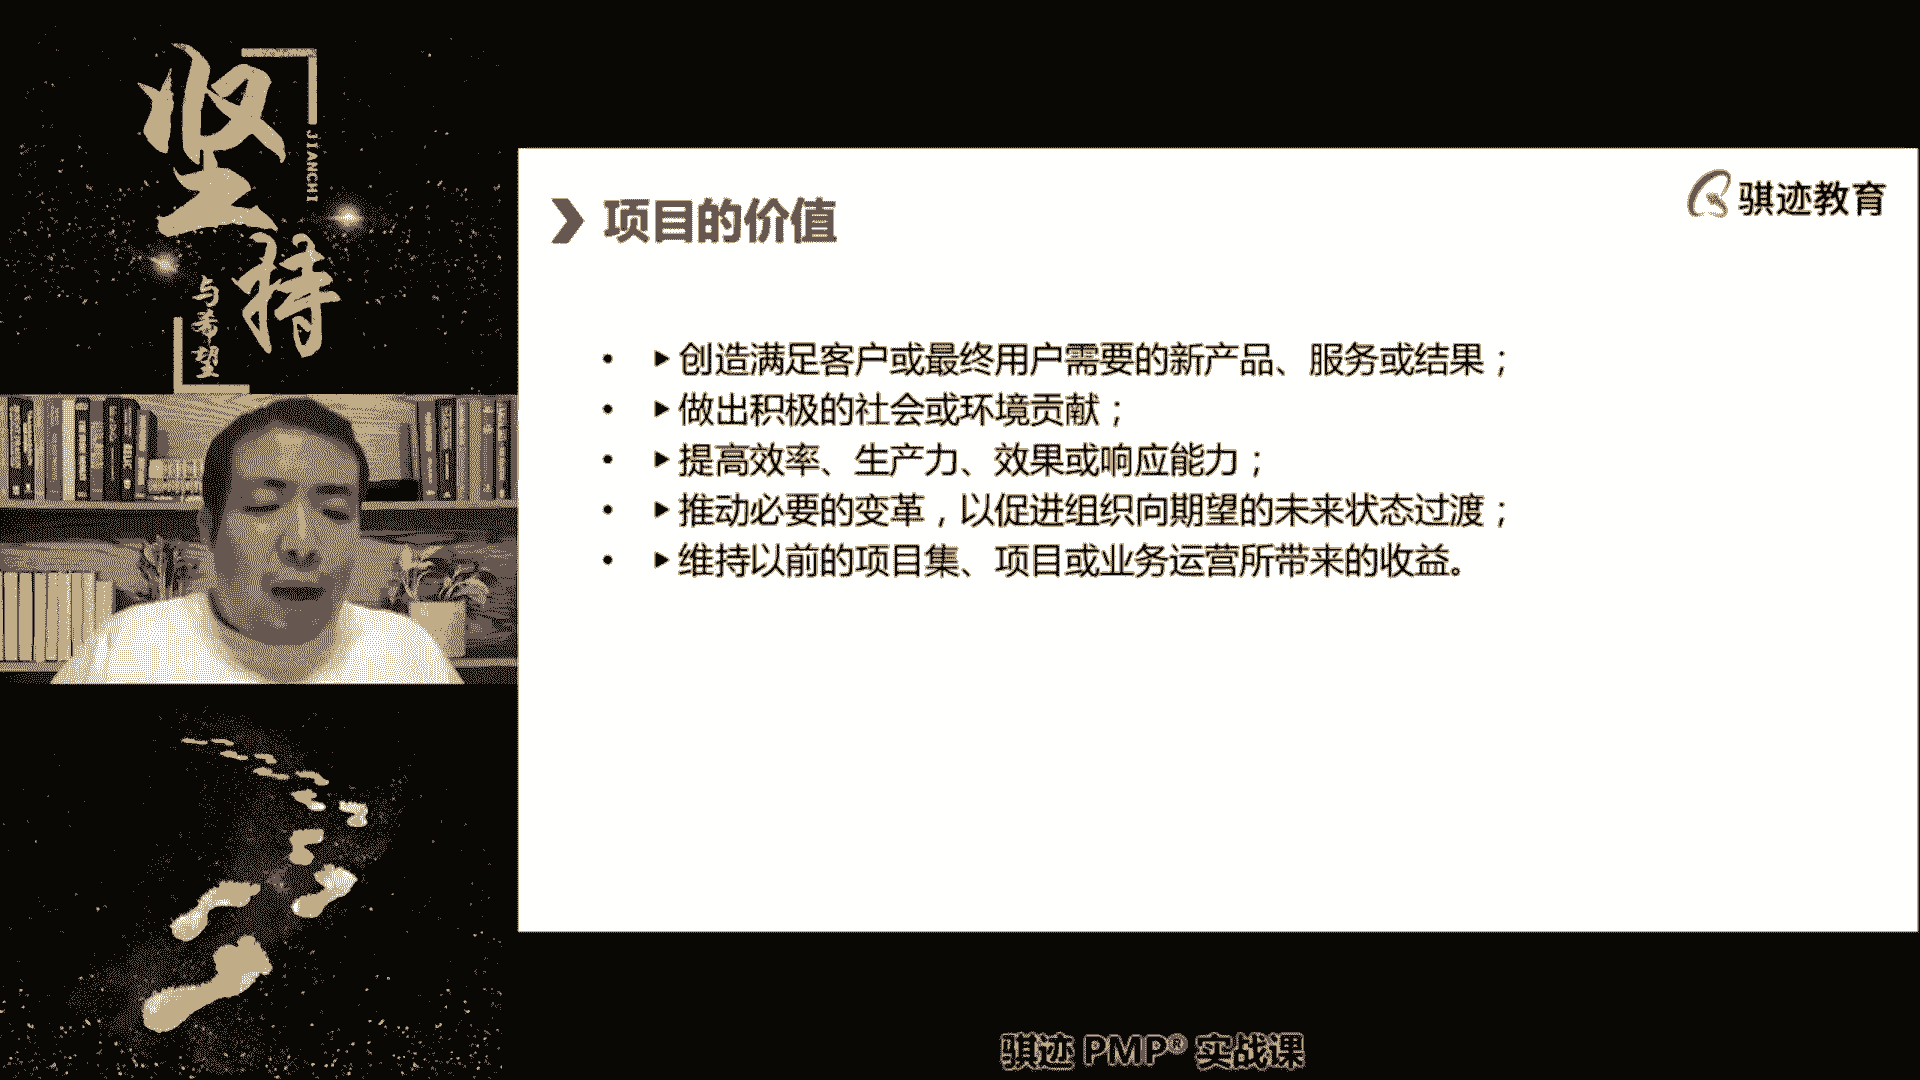 坚持
JIANCHI
与希望
骐迹教育
项目的价值
• ▶创造满足客户或最终用户需要的新产品、服务或结果；
• ▶做出积极的社会或环境贡献；
• ▶提高效率、生产力、效果或响应能力；
• ▶推动必要的变革，以促进组织向期望的未来状态过渡；
• ▶维持以前的项目集、项目或业务运营所带来的收益。
骐迹 PMP® 实战课